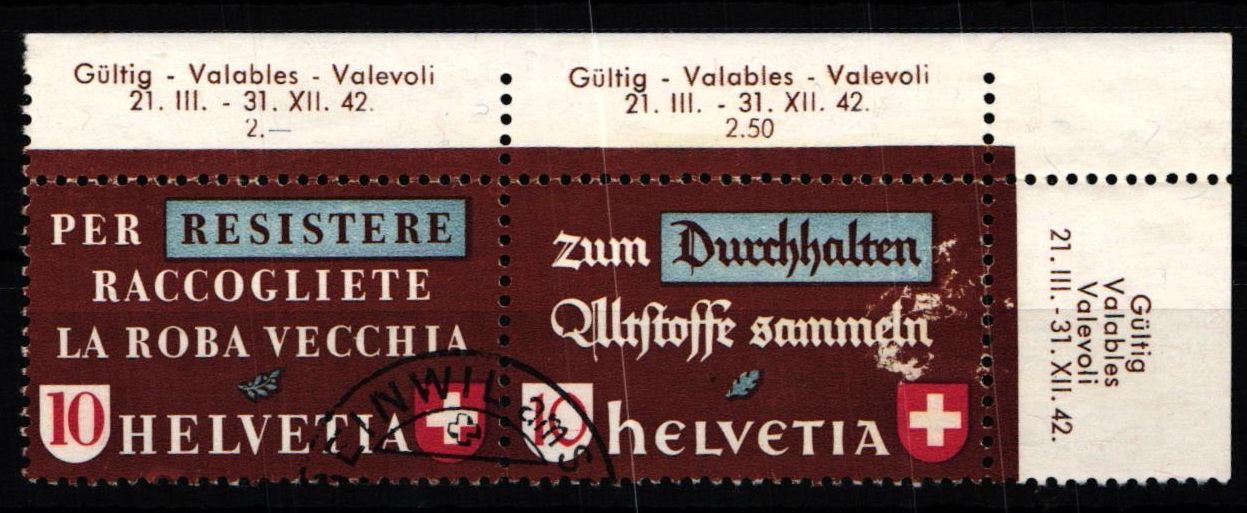 Gültig - Valables - Valevoli
21. III. - 31. XII. 42.
2.—
Gültig - Valables - Valevoli
21. III. - 31. XII. 42.
2.50
PER RESISTERE
RACCOGLIETE
LA ROBA VECCHIA
10 HELVETIA
zum Durchhalten
Altstoffe sammeln
10 HELVETIA
Gültig
Valables
Valevoli
21. III. - 31. XII. 42.
EINWIL am S